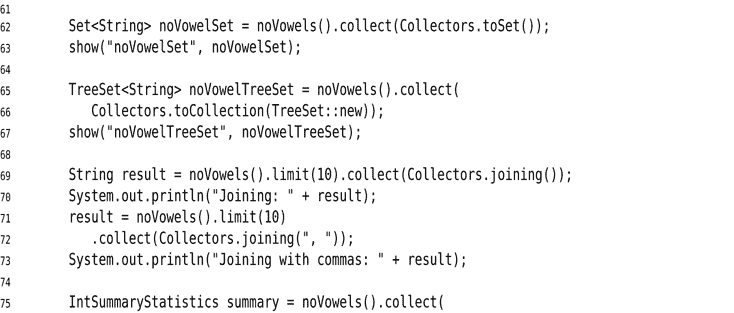 61
62 Set<String> noVowelSet = noVowels().collect(Collectors.toSet());
63 show("noVowelSet", noVowelSet);
64
65 TreeSet<String> noVowelTreeSet = noVowels().collect(
66 Collectors.toCollection(TreeSet::new));
67 show("noVowelTreeSet", noVowelTreeSet);
68
69 String result = noVowels().limit(10).collect(Collectors.joining());
70 System.out.println("Joining: " + result);
71 result = noVowels().limit(10)
72 .collect(Collectors.joining(", "));
73 System.out.println("Joining with commas: " + result);
74
75 IntSummaryStatistics summary = noVowels().collect(